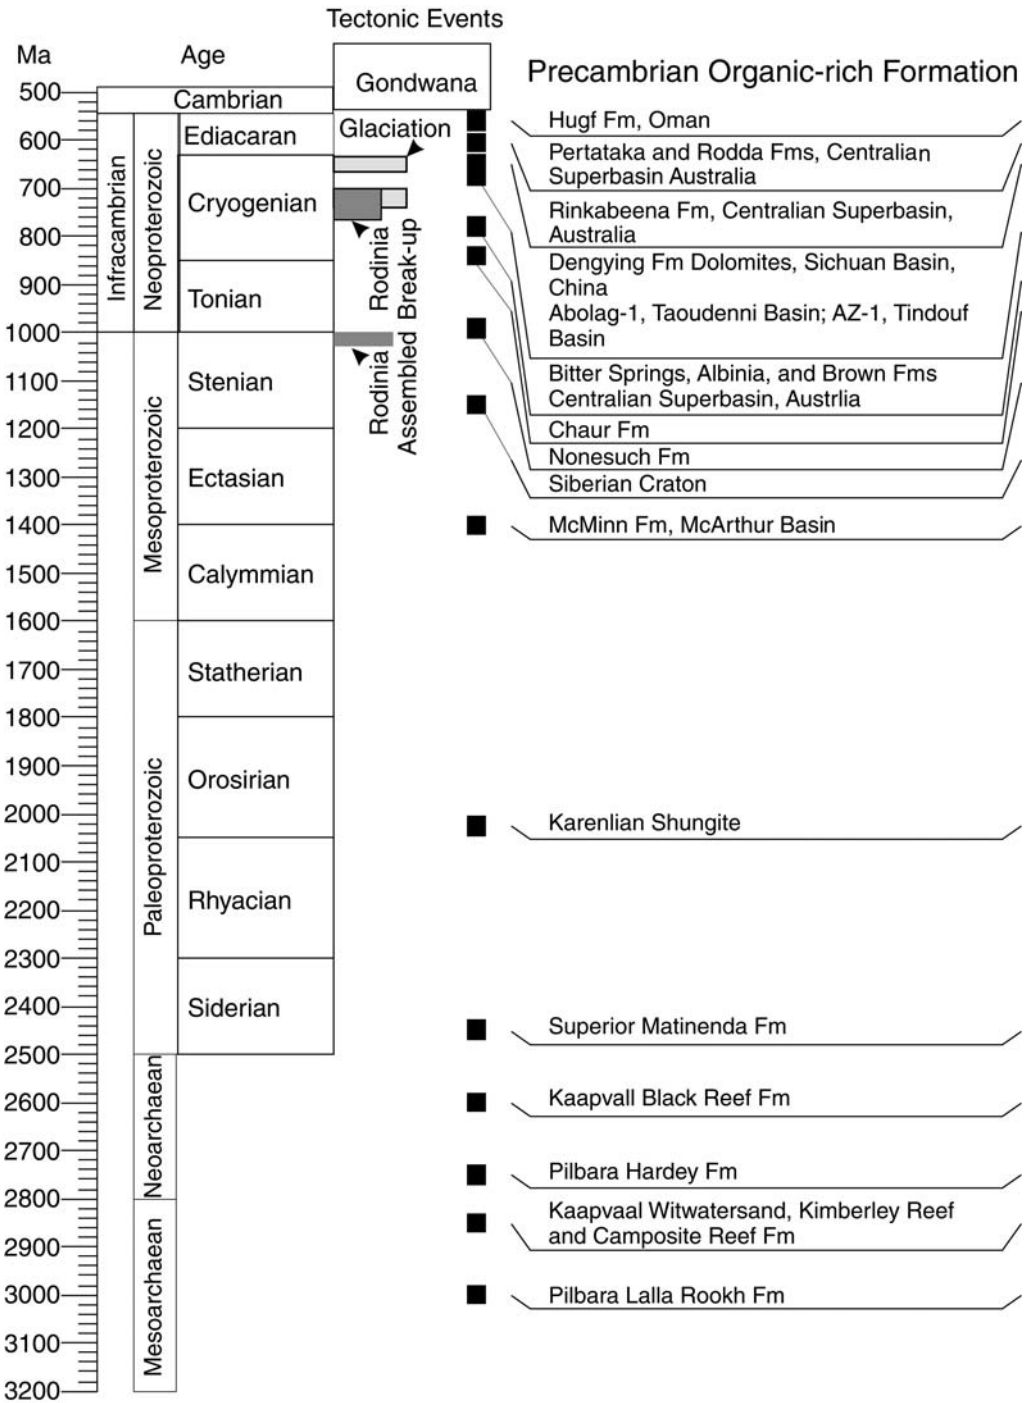 Tectonic Events
Ma
Age
Precambrian Organic-rich Formation
Gondwana
Cambrian
Infracambrian
Neoproterozoic
Ediacaran
Cryogenian
Tonian
Mesoproterozoic
Stenian
Ectasian
Calymmian
Paleoproterozoic
Statherian
Orosirian
Rhyacian
Siderian
Neoarchaean
Mesoarchaean
Glaciation
Rodinia
Break-up
Rodinia
Assembled
500
600
700
800
900
1000
1100
1200
1300
1400
1500
1600
1700
1800
1900
2000
2100
2200
2300
2400
2500
2600
2700
2800
2900
3000
3100
3200
Hugf Fm, Oman
Pertataka and Rodda Fms, Centralian
Superbasin Australia
Rinkabeena Fm, Centralian Superbasin,
Australia
Dengying Fm Dolomites, Sichuan Basin,
China
Abolag-1, Taoudenni Basin; AZ-1, Tindouf
Basin
Bitter Springs, Albinia, and Brown Fms
Centralian Superbasin, Austrlia
Chaur Fm
Nonesuch Fm
Siberian Craton
McMinn Fm, McArthur Basin
Karenlian Shungite
Superior Matinenda Fm
Kaapvall Black Reef Fm
Pilbara Hardey Fm
Kaapvaal Witwatersand, Kimberley Reef
and Camposite Reef Fm
Pilbara Lalla Rookh Fm